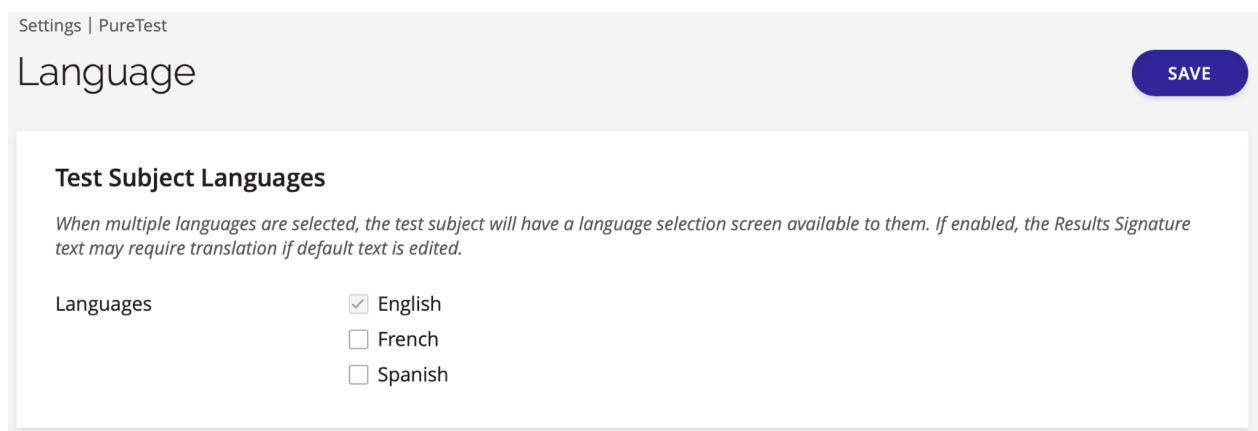 Settings | PureTest
Language
SAVE
Test Subject Languages
When multiple languages are selected, the test subject will have a language selection screen available to them. If enabled, the Results Signature
text may require translation if default text is edited.
Languages
English
French
Spanish